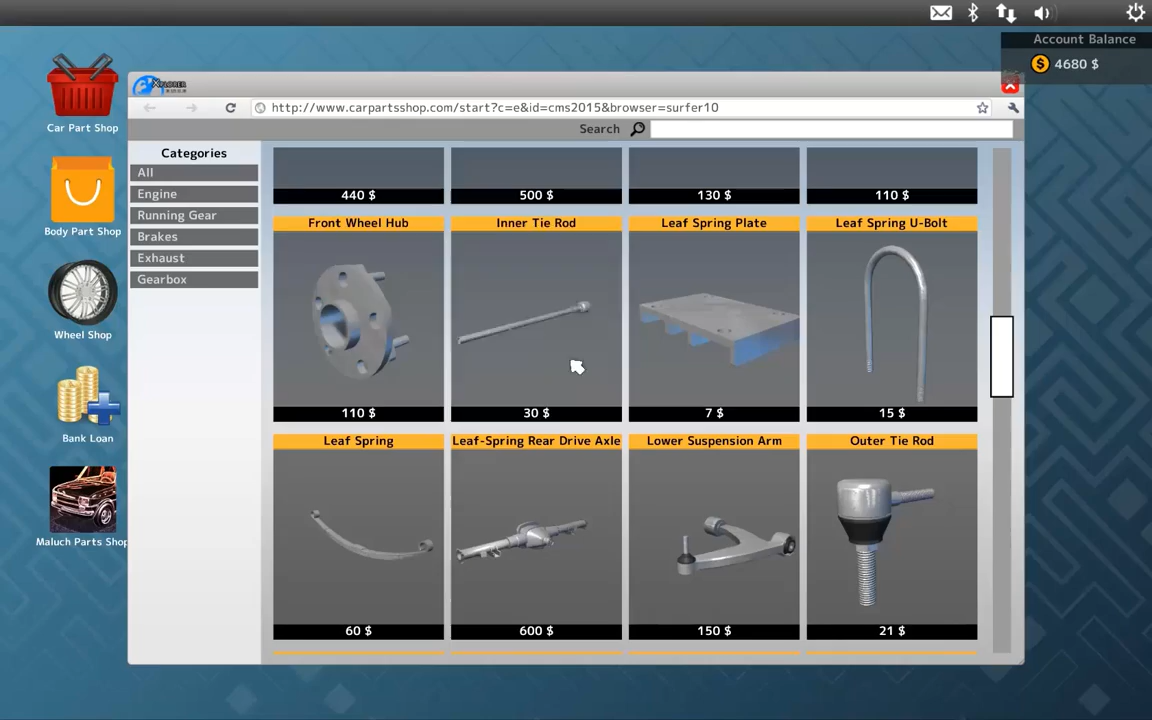 Account Balance
4680 $
XPLORER
http://www.carpartsshop.com/start?c=e&id=cms2015&browser=surfer10
Search
Car Part Shop
Body Part Shop
Wheel Shop
Bank Loan
Maluch Parts Shop
Categories
All
Engine
Running Gear
Brakes
Exhaust
Gearbox
440 $ 500 $ 130 $ 110 $
Front Wheel Hub Inner Tie Rod Leaf Spring Plate Leaf Spring U-Bolt
110 $ 30 $ 7 $ 15 $
Leaf Spring Leaf-Spring Rear Drive Axle Lower Suspension Arm Outer Tie Rod
60 $ 600 $ 150 $ 21 $